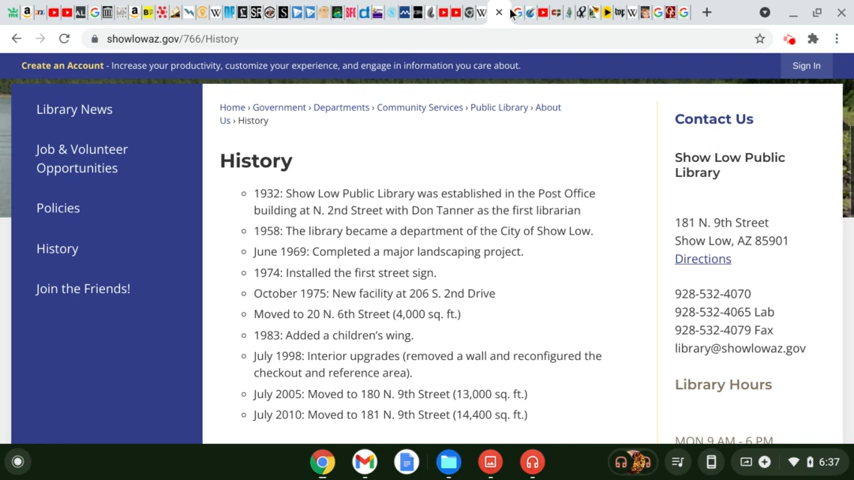 showlowaz.gov/766/History
Create an Account - Increase your productivity, customize your experience, and engage in information you care about.
Sign In
Library News
Job & Volunteer
Opportunities
Policies
History
Join the Friends!
Home › Government › Departments › Community Services › Public Library › About
Us › History
History
1932: Show Low Public Library was established in the Post Office
building at N. 2nd Street with Don Tanner as the first librarian
1958: The library became a department of the City of Show Low.
June 1969: Completed a major landscaping project.
1974: Installed the first street sign.
October 1975: New facility at 206 S. 2nd Drive
Moved to 20 N. 6th Street (4,000 sq. ft.)
1983: Added a children's wing.
July 1998: Interior upgrades (removed a wall and reconfigured the
checkout and reference area).
July 2005: Moved to 180 N. 9th Street (13,000 sq. ft.)
July 2010: Moved to 181 N. 9th Street (14,400 sq. ft.)
Contact Us
Show Low Public
Library
181 N. 9th Street
Show Low, AZ 85901
Directions
928-532-4070
928-532-4065 Lab
928-532-4079 Fax
library@showlowaz.gov
Library Hours
MON 9 AM - 6 PM
6:37